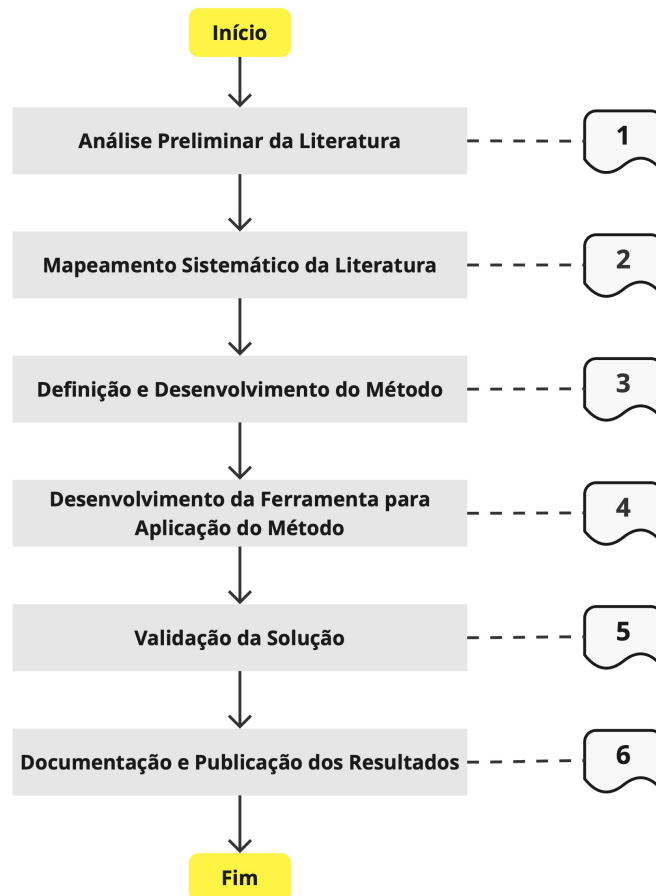 Início
Análise Preliminar da Literatura
1
Mapeamento Sistemático da Literatura
2
Definição e Desenvolvimento do Método
3
Desenvolvimento da Ferramenta para
Aplicação do Método
4
Validação da Solução
5
Documentação e Publicação dos Resultados
6
Fim